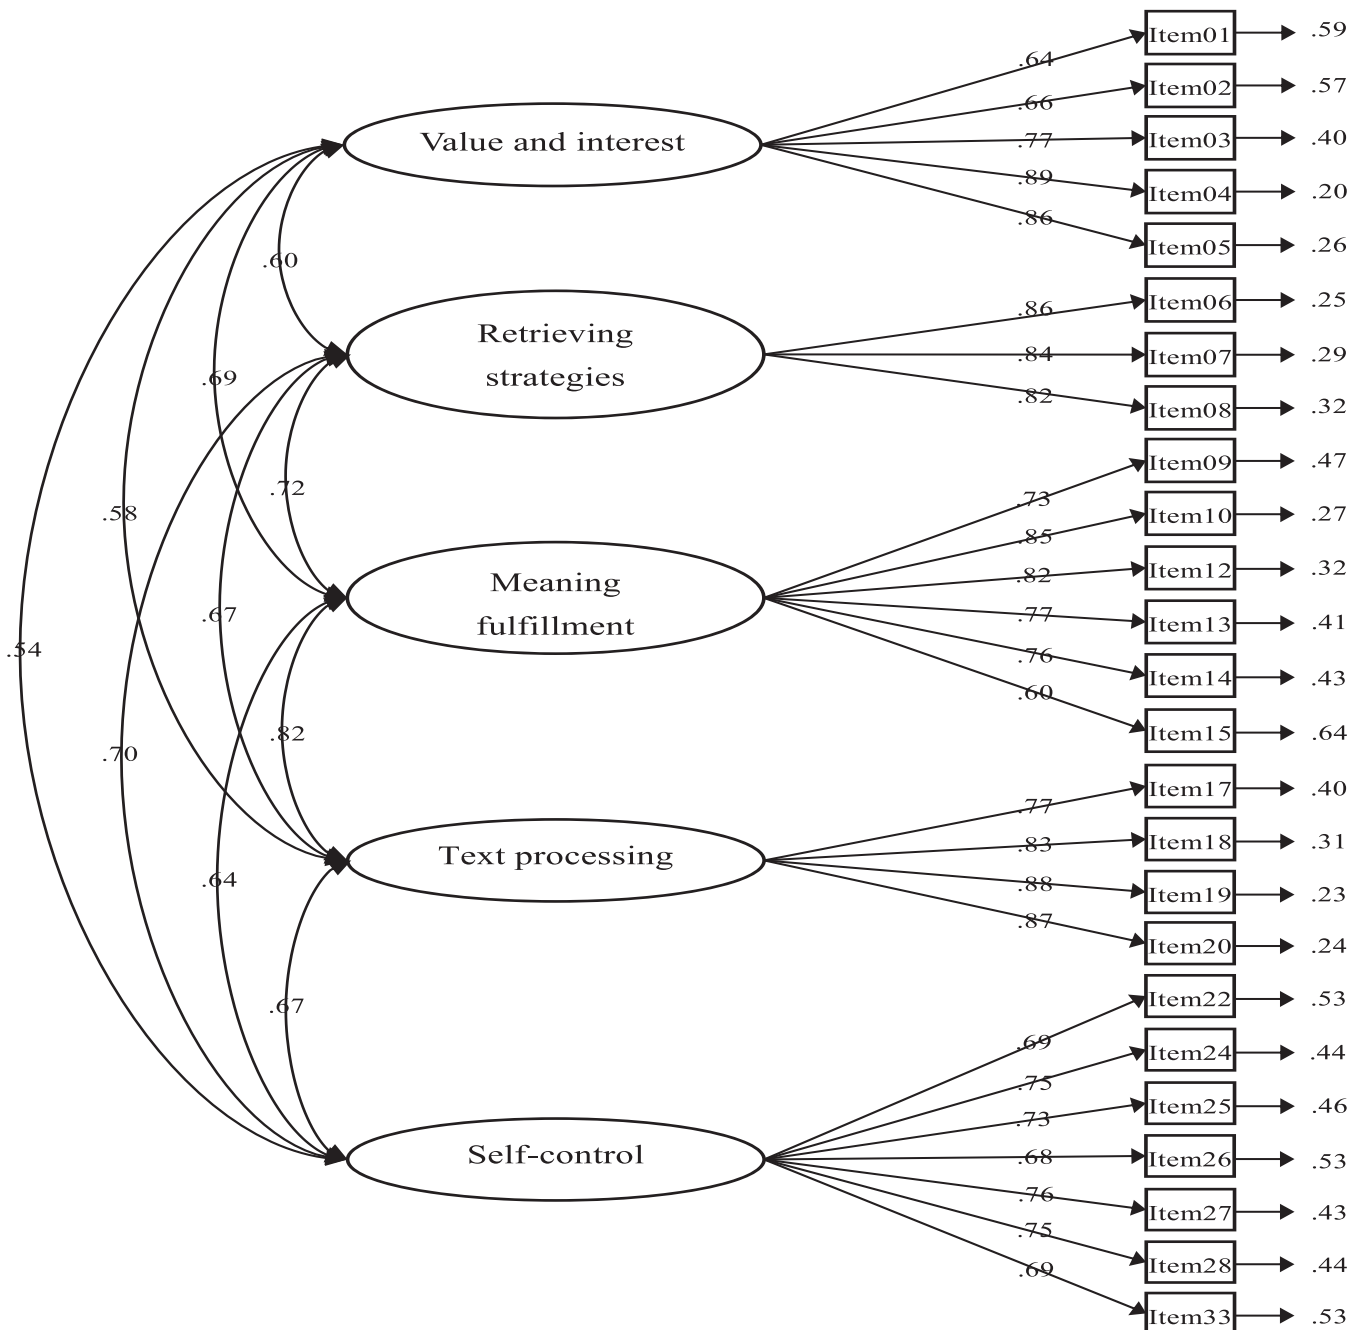 Item01 .59
.64
Item02 .57
.66
Value and interest
.77
Item03 .40
.89
Item04 .20
.86
Item05 .26
.60
Item06 .25
.86
Retrieving
strategies
.84
Item07 .29
.82
Item08 .32
.69
Item09 .47
.72
.73
Item10 .27
.58
.85
Item12 .32
.82
Meaning
fulfillment
.77
Item13 .41
.67
.76
Item14 .43
.54
.60
Item15 .64
.82
.70
Item17 .40
.77
Item18 .31
.83
Text processing
.88
Item19 .23
.64
.87
Item20 .24
Item22 .53
.67
.69
Item24 .44
.75
Item25 .46
.73
Self-control
.68
Item26 .53
.76
Item27 .43
.75
Item28 .44
.69
Item33 .53